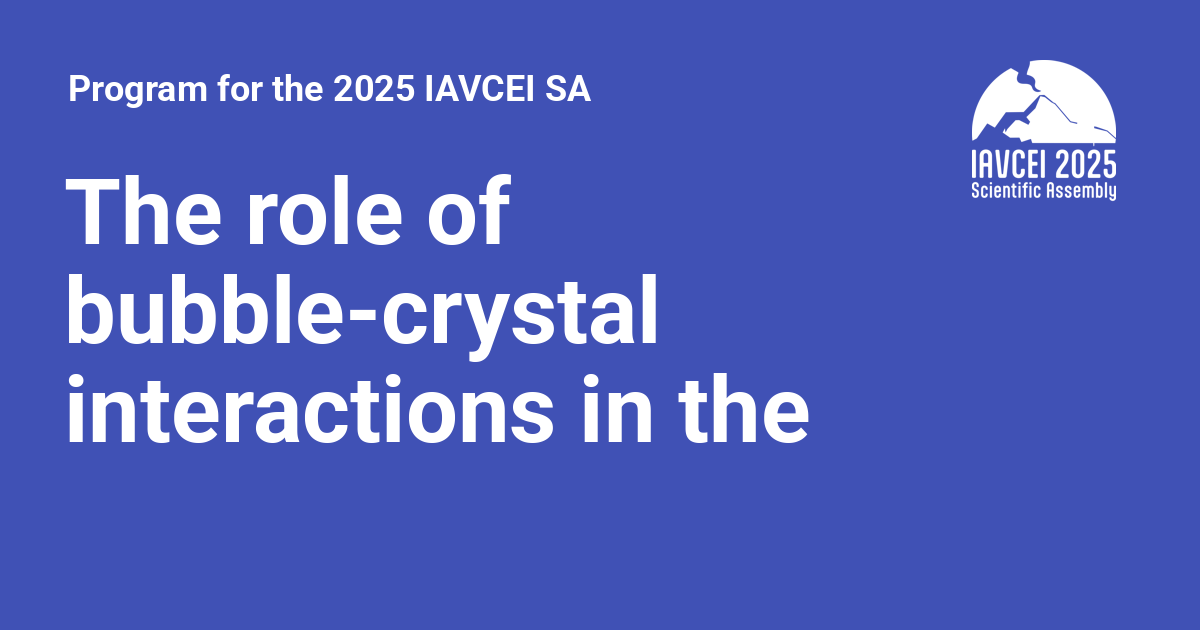 Program for the 2025 IAVCEI SA
IAVCEI 2025
Scientific Assembly
The role of
bubble-crystal
interactions in the